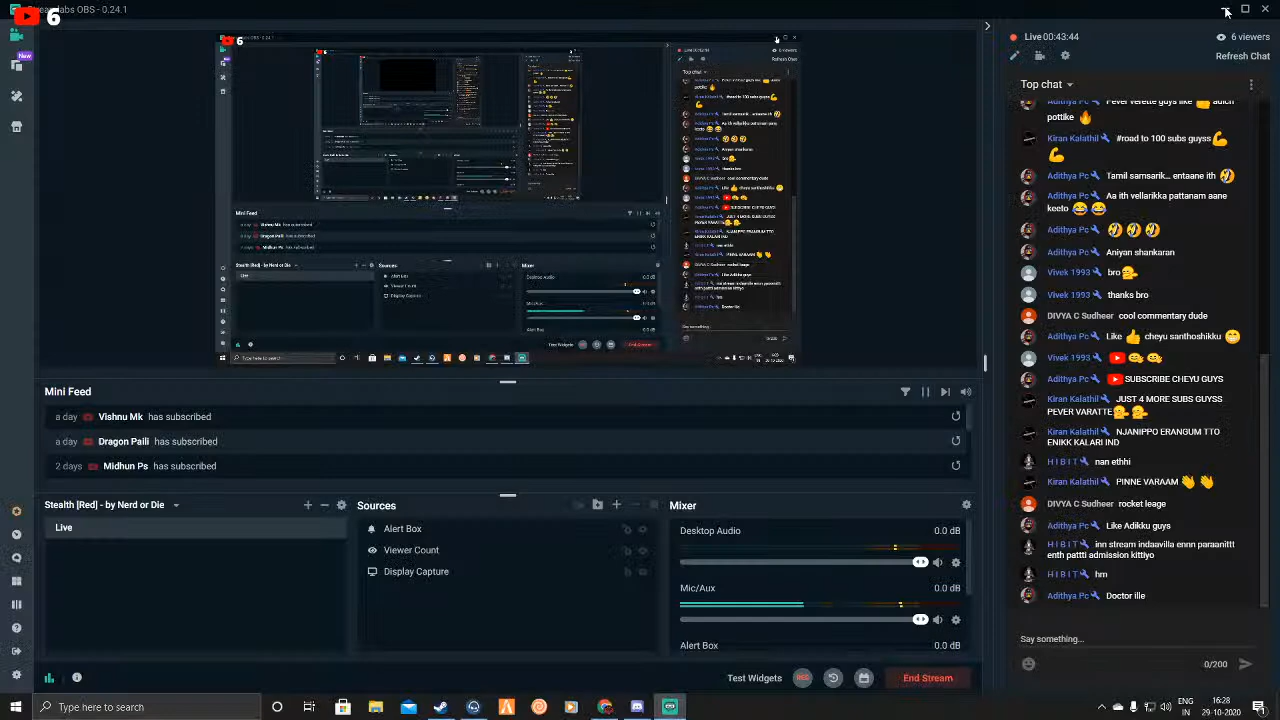 Streamlabs OBS - 0.24.1
6
New
Live 00:43:44
6 viewers
Refresh Chat
Top chat
Adithya Pc Pever verete guys like 👍 adich pottike 🔥
Kiran Kalathil #road to 100 subs guyss💪 💪
Adithya Pc Tamil samsarik... entaane ith 🤣
Adithya Pc Aa ith vellarikka pattanam aane keeto 😂 😂
Adithya Pc 🤣 🤣 🤣
Adithya Pc Aniyan shankaran
Vivek 1993 bro
Vivek 1993 thanks bro
DIVYA C Sudheer cool commentary dude
Adithya Pc Like 👍 cheyu santhoshikku 😁
Vivek 1993
Adithya Pc SUBSCRIBE CHEYU GUYS
Kiran Kalathil JUST 4 MORE SUBS GUYSS
PEVER VARATTE
Kiran Kalathil NJANIPPO ERANGUM TTO
ENIKK KALARI IND
H I B I T nan ethhi
Kiran Kalathil PINNE VARAAM 👏 👏
DIVYA C Sudheer rocket leage
Adithya Pc Like Adikku guys
H I B I T inn stream indaavilla ennn paraanittt
enth pattti admission kittiyo
H I B I T hm
Adithya Pc Doctor ille
Say something...
0/200
Mini Feed
a day Vishnu Mk has subscribed
a day Dragon Paili has subscribed
2 days Midhun Ps has subscribed
Stealth [Red] - by Nerd or Die
Live
Sources
Alert Box
Viewer Count
Display Capture
Mixer
Desktop Audio 0.0 dB
Mic/Aux 0.0 dB
Alert Box 0.0 dB
Test Widgets
REC
End Stream
Type here to search
ENG
IN
16:28
29-10-2020